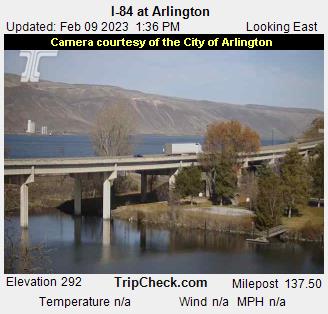 I-84 at Arlington
Updated: Feb 09 2023 1:36 PM Looking East
Camera courtesy of the City of Arlington
Elevation 292 TripCheck.com Milepost 137.50
Temperature n/a Wind n/a MPH n/a